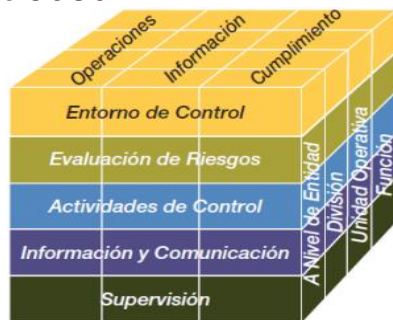 Operaciones
Información
Cumplimiento
Entorno de Control
Evaluación de Riesgos
Actividades de Control
Información y Comunicación
Supervisión
A Nivel de Entidad
División
Unidad Operativa
Función